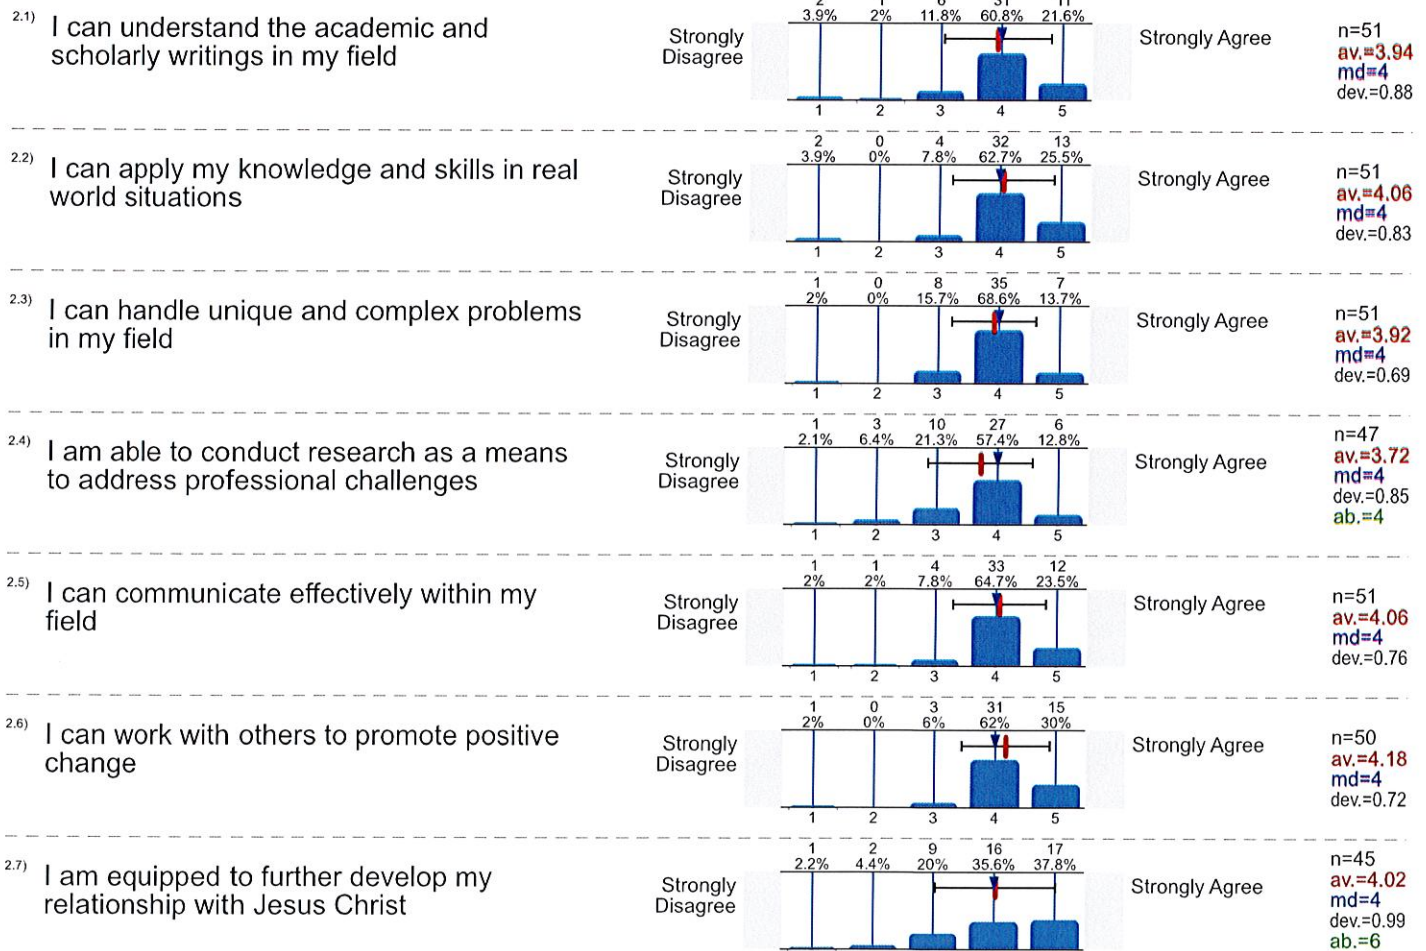 2 1 6 31 11
3.9% 2% 11.8% 60.8% 21.6%
2.1) I can understand the academic and
scholarly writings in my field
Strongly
Disagree
Strongly Agree
n=51
av.=3.94
md=4
dev.=0.88
1 2 3 4 5
2 0 4 32 13
3.9% 0% 7.8% 62.7% 25.5%
2.2) I can apply my knowledge and skills in real
world situations
Strongly
Disagree
Strongly Agree
n=51
av.=4.06
md=4
dev.=0.83
1 2 3 4 5
1 0 8 35 7
2% 0% 15.7% 68.6% 13.7%
2.3) I can handle unique and complex problems
in my field
Strongly
Disagree
Strongly Agree
n=51
av.=3.92
md=4
dev.=0.69
1 2 3 4 5
1 3 10 27 6
2.1% 6.4% 21.3% 57.4% 12.8%
2.4) I am able to conduct research as a means
to address professional challenges
Strongly
Disagree
Strongly Agree
n=47
av.=3.72
md=4
dev.=0.85
ab.=4
1 2 3 4 5
1 1 4 33 12
2% 2% 7.8% 64.7% 23.5%
2.5) I can communicate effectively within my
field
Strongly
Disagree
Strongly Agree
n=51
av.=4.06
md=4
dev.=0.76
1 2 3 4 5
1 0 3 31 15
2% 0% 6% 62% 30%
2.6) I can work with others to promote positive
change
Strongly
Disagree
Strongly Agree
n=50
av.=4.18
md=4
dev.=0.72
1 2 3 4 5
1 2 9 16 17
2.2% 4.4% 20% 35.6% 37.8%
2.7) I am equipped to further develop my
relationship with Jesus Christ
Strongly
Disagree
Strongly Agree
n=45
av.=4.02
md=4
dev.=0.99
ab.=6